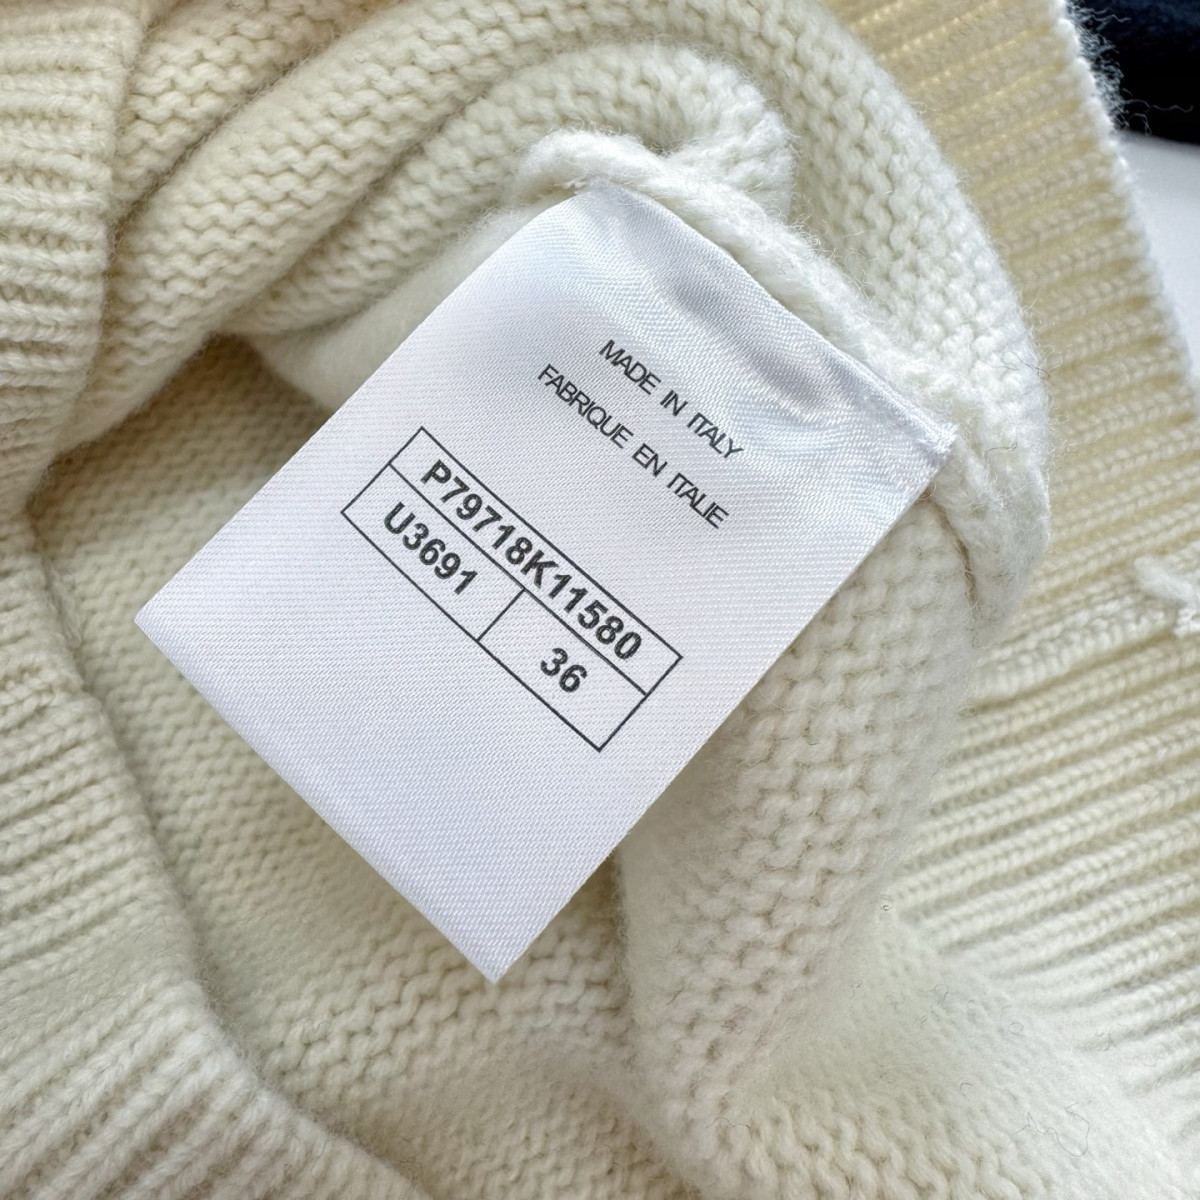 MADE IN ITALY
FABRIQUE EN ITALIE
P79718K11580
U3691 36